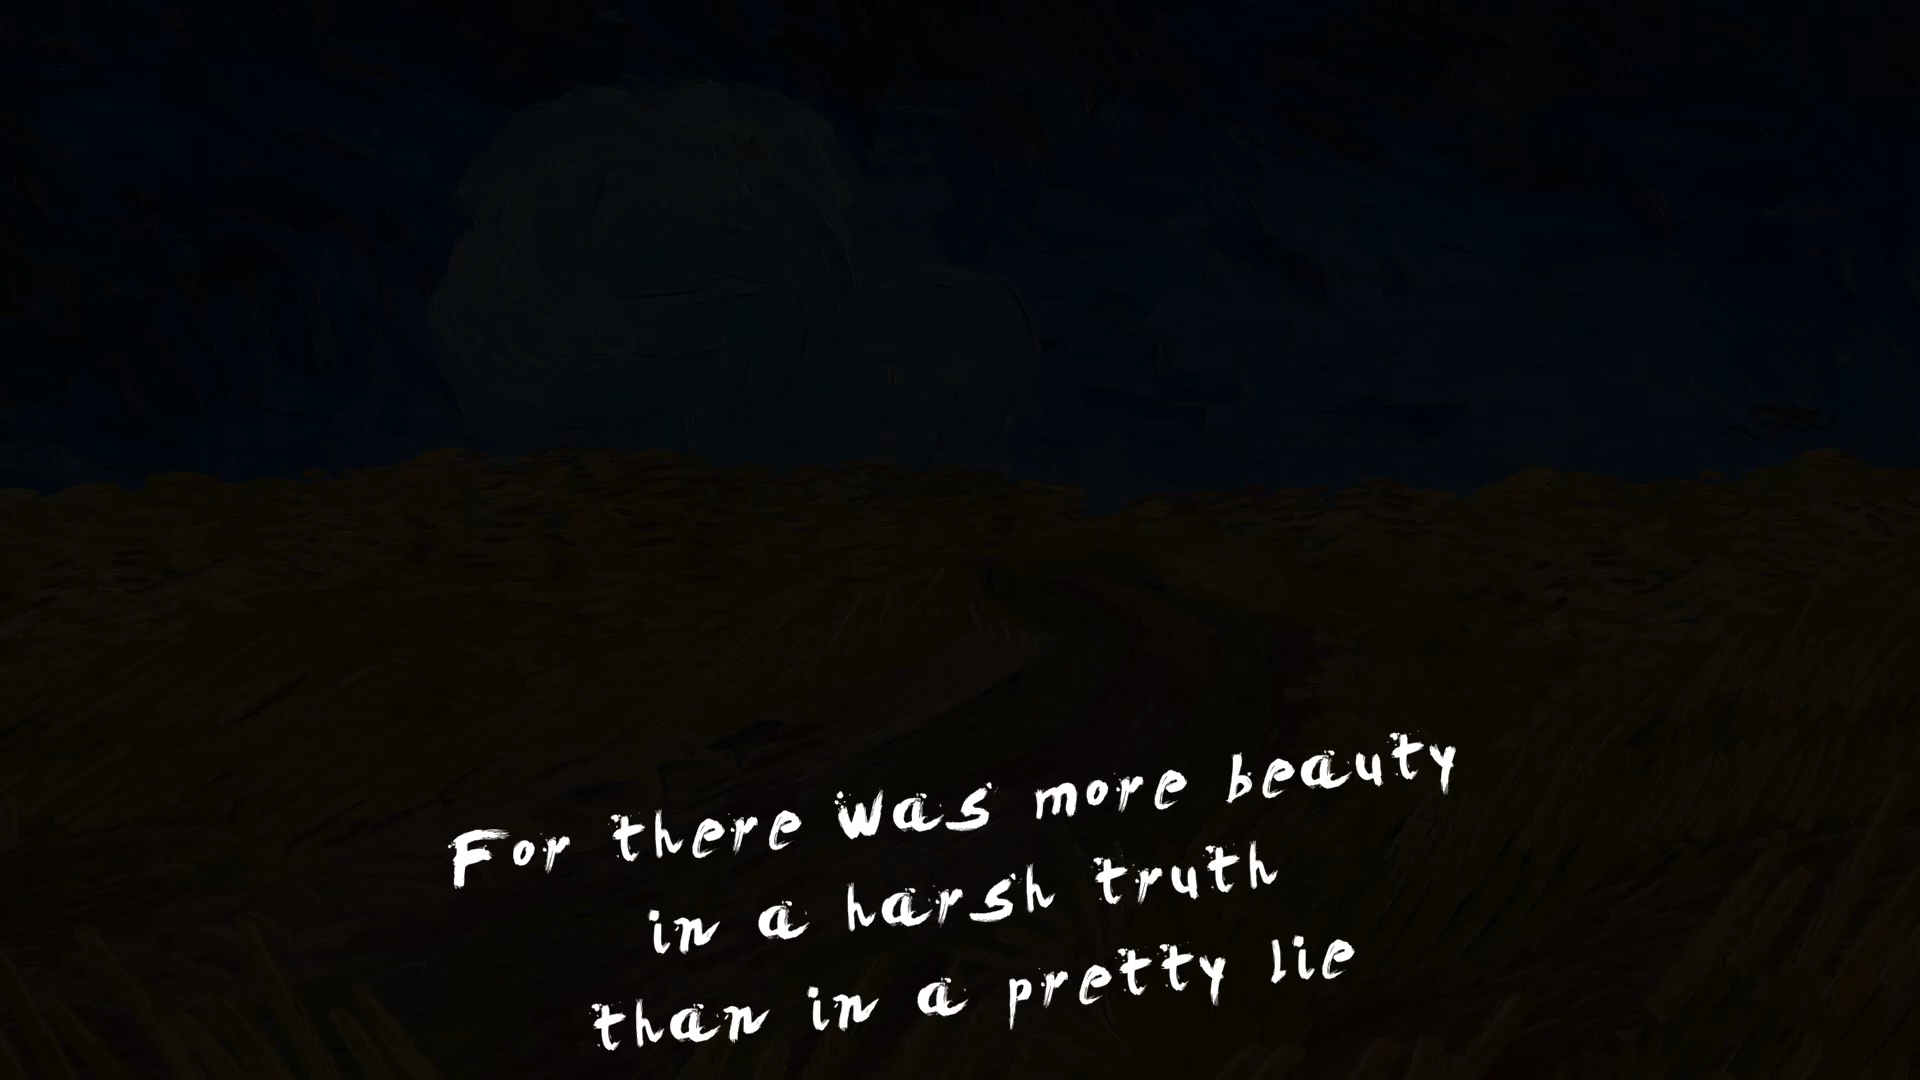 For there was more beauty
in a harsh truth
than in a pretty lie